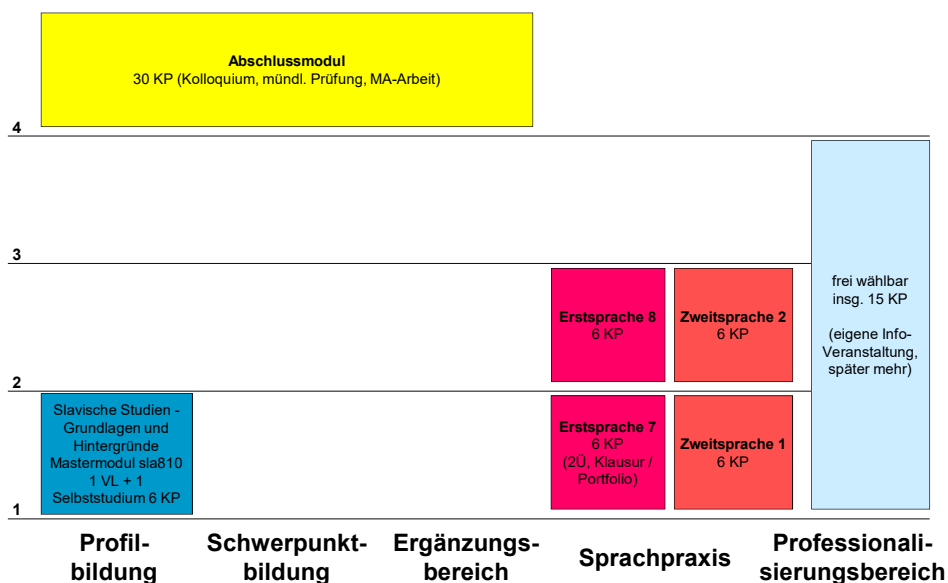 Abschlussmodul
30 KP (Kolloquium, mündl. Prüfung, MA-Arbeit)
4
3
frei wählbar
insg. 15 KP
(eigene Info-
Veranstaltung,
später mehr)
Erstsprache 8
6 KP
Zweitsprache 2
6 KP
2
Slavische Studien -
Grundlagen und
Hintergründe
Mastermodul sla810
1 VL + 1
Selbststudium 6 KP
Erstsprache 7
6 KP
(2Ü, Klausur /
Portfolio)
Zweitsprache 1
6 KP
1
Profil-
bildung
Schwerpunkt-
bildung
Ergänzungs-
bereich
Sprachpraxis
Professionali-
sierungsbereich